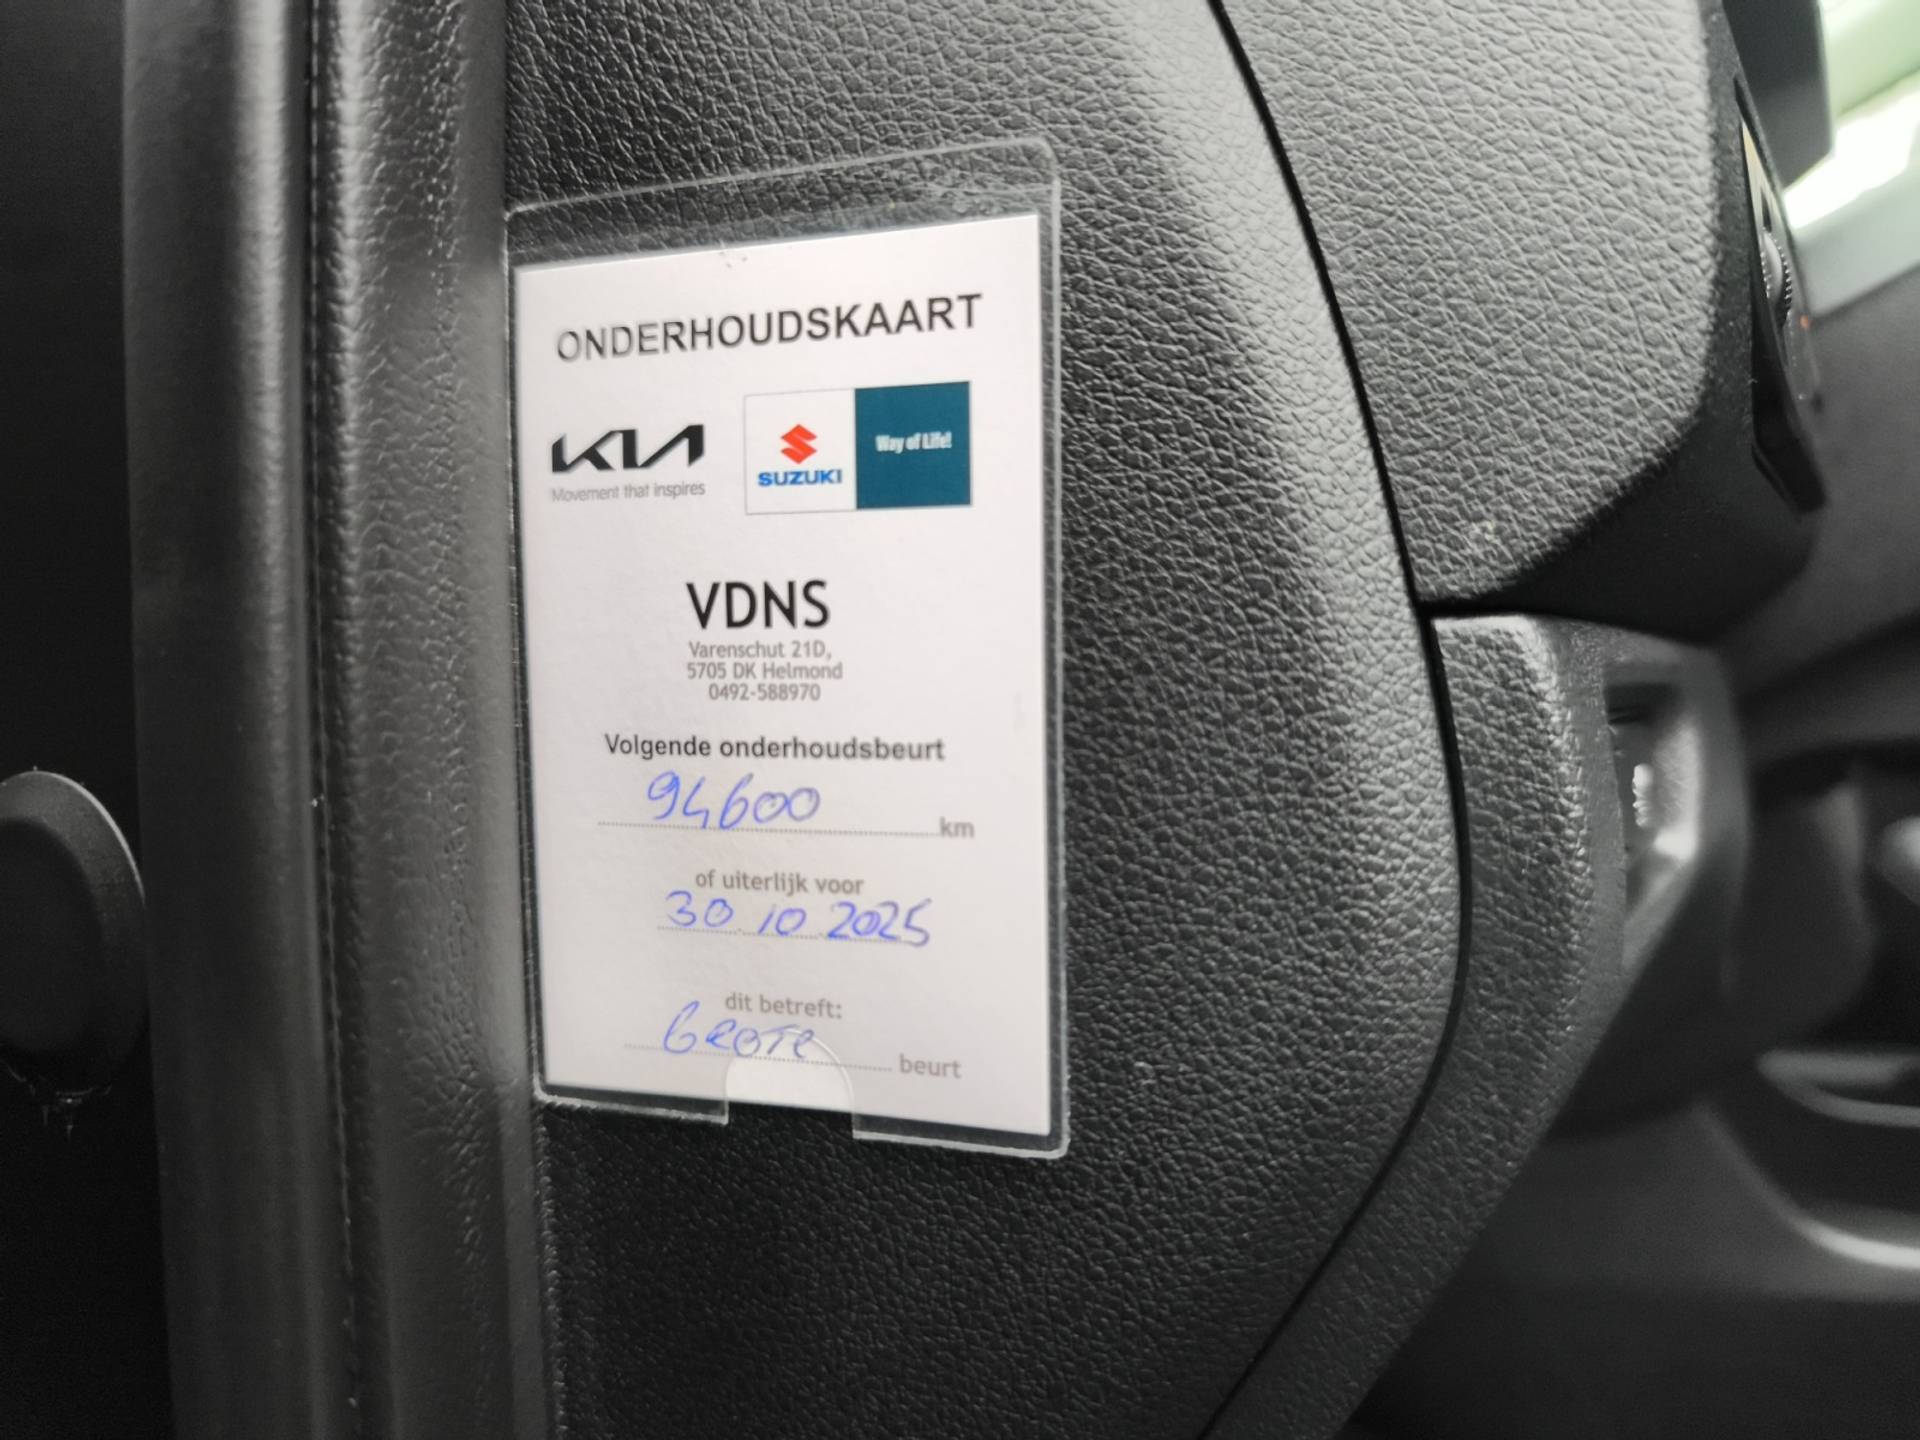 ONDERHOUDSKAART
KIA
Movement that inspires
SUZUKI
Way of Life!
VDNS
Varenschut 21D,
5705 DK Helmond
0492-588970
Volgende onderhoudsbeurt
94600 km
of uiterlijk voor
30.10.2025
dit betreft:
GROTE beurt